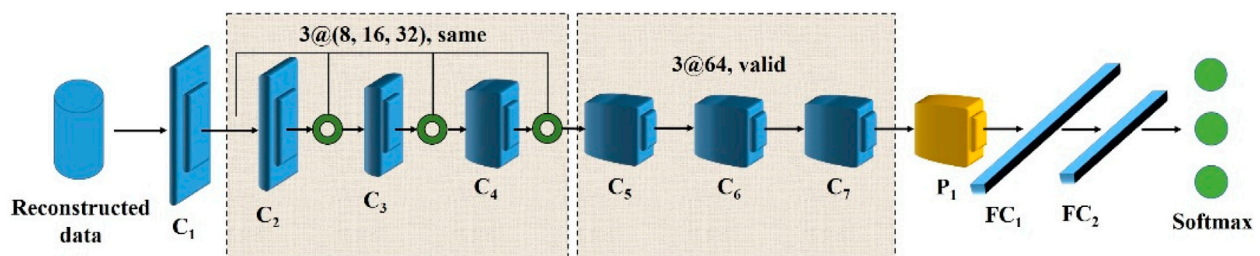 3@(8, 16, 32), same
3@64, valid
Reconstructed
data
C1
C2
C3
C4
C5
C6
C7
P1
FC1
FC2
Softmax